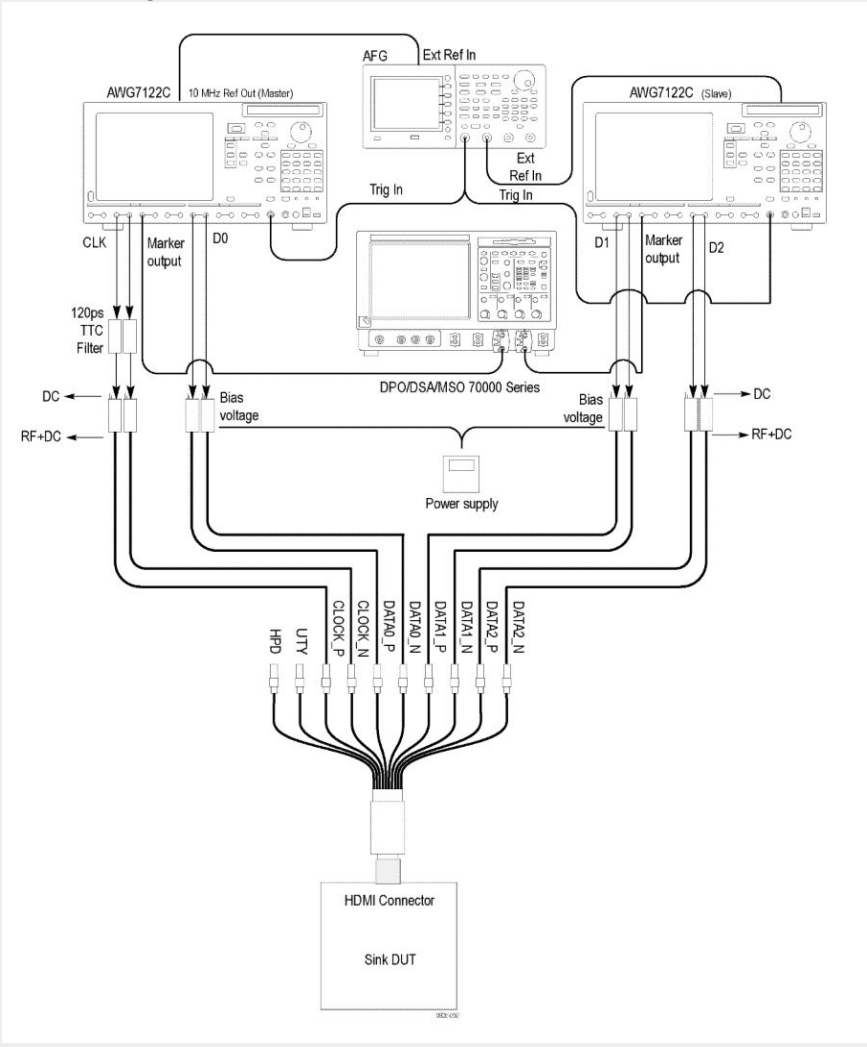 AFG
Ext Ref In
AWG7122C
10 MHz Ref Out (Master)
AWG7122C
(Slave)
Ext
Ref In
Trig In
Trig In
CLK
Marker
output
D0
D1
Marker
output
D2
120ps
TTC
Filter
DPO/DSA/MSO 70000 Series
DC
Bias
voltage
Bias
voltage
DC
RF+DC
RF+DC
Power supply
HPD
UTY
CLOCK_P
CLOCK_N
DATA0_P
DATA0_N
DATA1_P
DATA1_N
DATA2_P
DATA2_N
HDMI Connector
Sink DUT